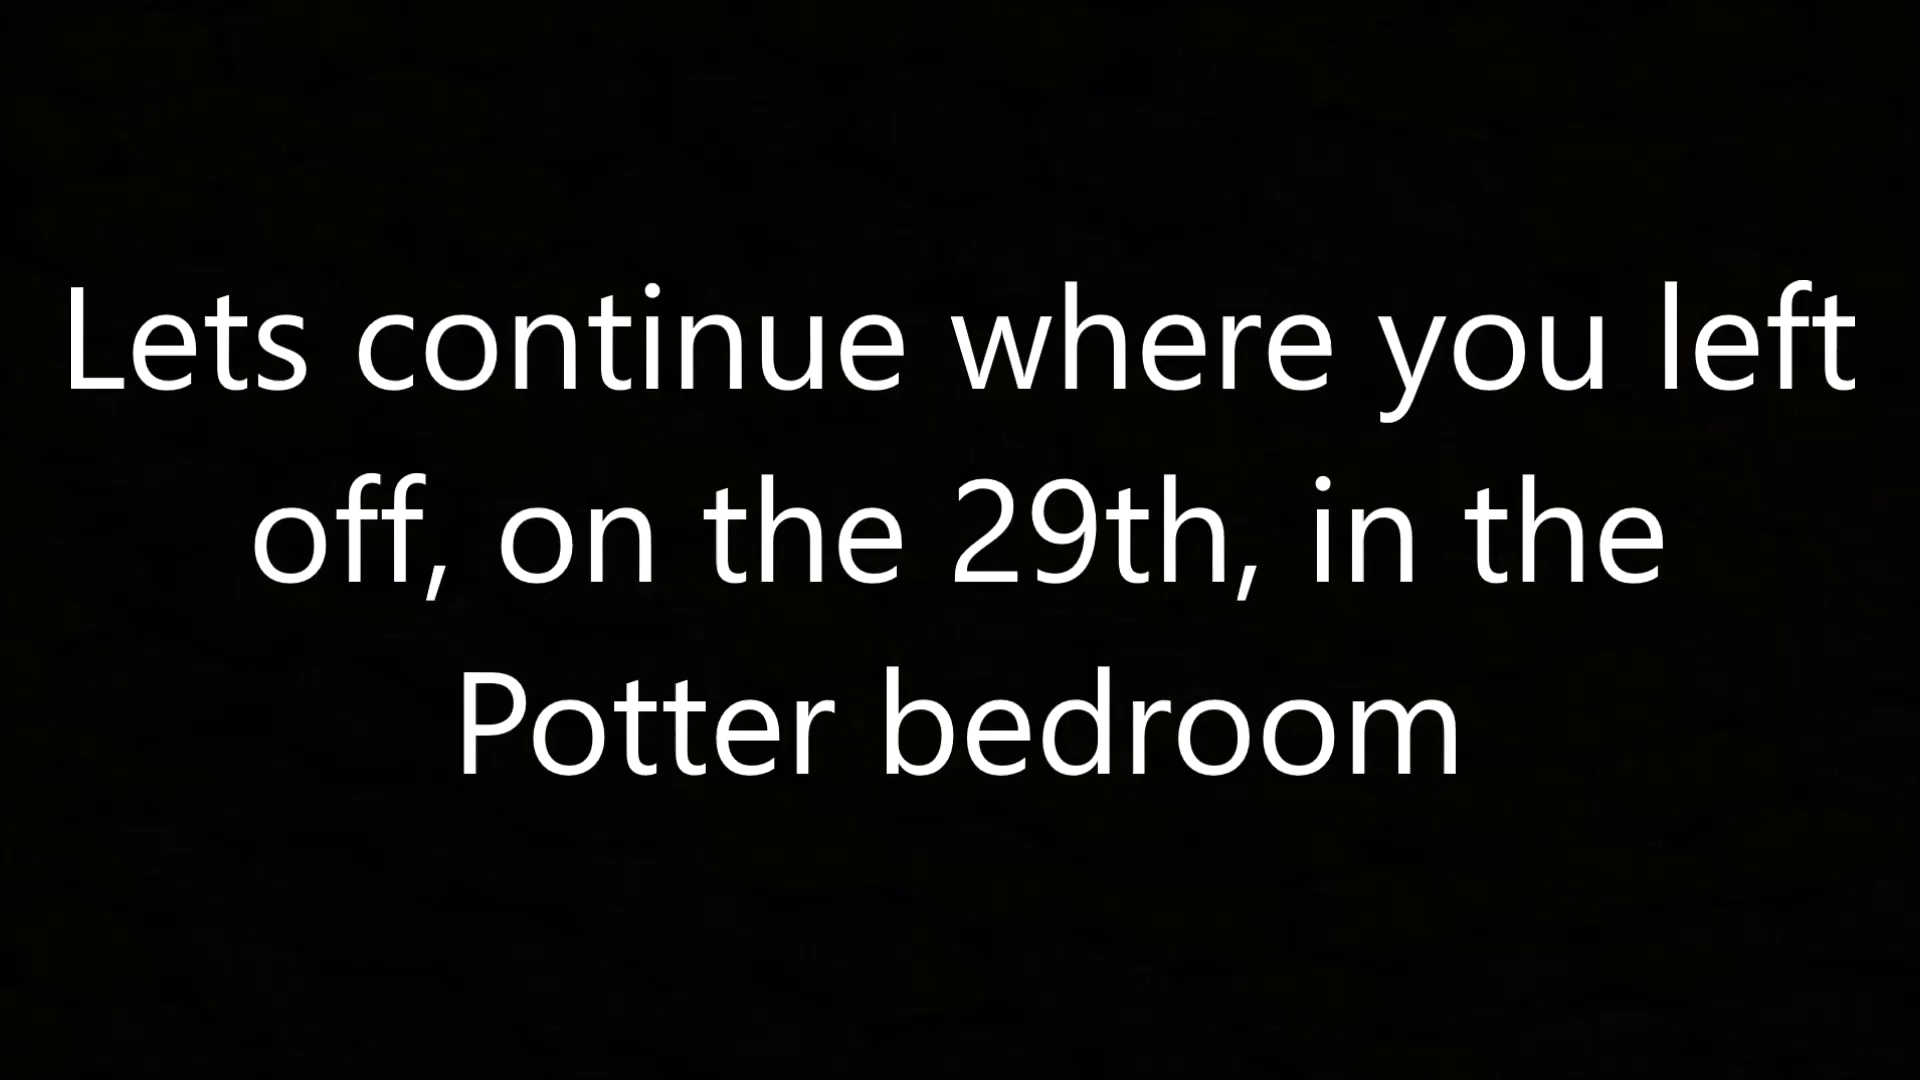 Lets continue where you left
off, on the 29th, in the
Potter bedroom